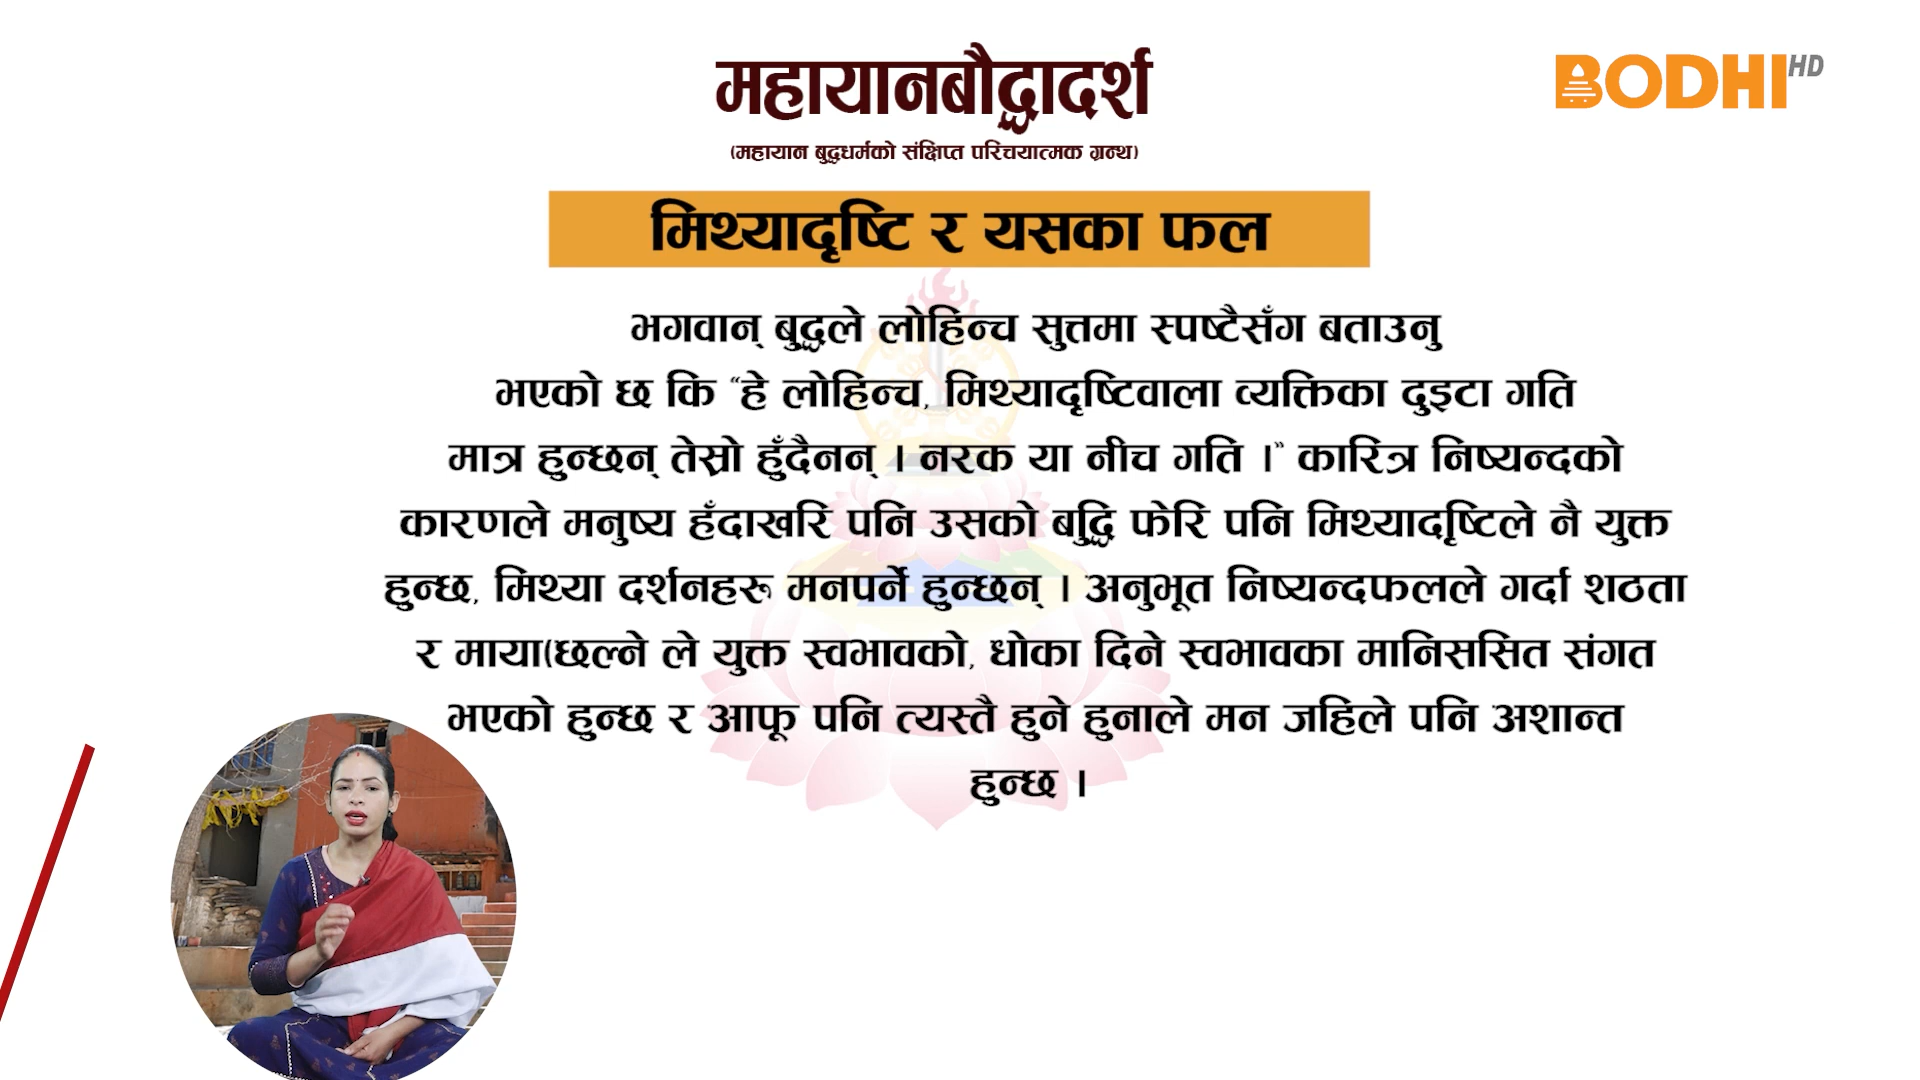 महायानबौद्धादर्श
(महायान बुद्धधर्मको संक्षिप्त परिचयात्मक ग्रन्थ)
BODHI HD
मिथ्यादृष्टि र यसका फल
भगवान् बुद्धले लोहिन्च सुत्तमा स्पष्टैसँग बताउनु
भएको छ कि “हे लोहिन्च, मिथ्यादृष्टिवाला व्यक्तिका दुइटा गति
मात्र हुन्छन् तेस्रो हुँदैनन् । नरक या नीच गति ।” कारित्र निष्यन्दको
कारणले मनुष्य हँदाखरि पनि उसको बुद्धि फेरि पनि मिथ्यादृष्टिले नै युक्त
हुन्छ, मिथ्या दर्शनहरू मनपर्ने हुन्छन् । अनुभूत निष्यन्दफलले गर्दा शठता
र माया(छल्ने ले युक्त स्वभावको, धोका दिने स्वभावका मानिससित संगत
भएको हुन्छ र आफू पनि त्यस्तै हुने हुनाले मन जहिले पनि अशान्त
हुन्छ ।